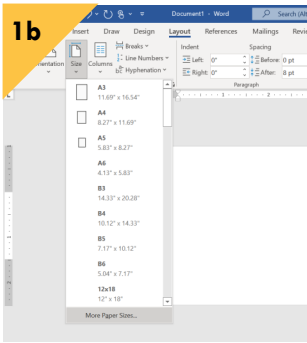 1b
Document1 - Word
Search (Al
Insert Draw Design Layout References Mailings Revie
Breaks
Line Numbers
Hyphenation
Size Columns
Indent
Left: 0"
Right: 0"
Spacing
Before: 0 pt
After: 8 pt
Paragraph
A3
11.69" x 16.54"
A4
8.27" x 11.69"
A5
5.83" x 8.27"
A6
4.13" x 5.83"
B3
14.33" x 20.28"
B4
10.12" x 14.33"
B5
7.17" x 10.12"
B6
5.04" x 7.17"
12x18
12" x 18"
More Paper Sizes...